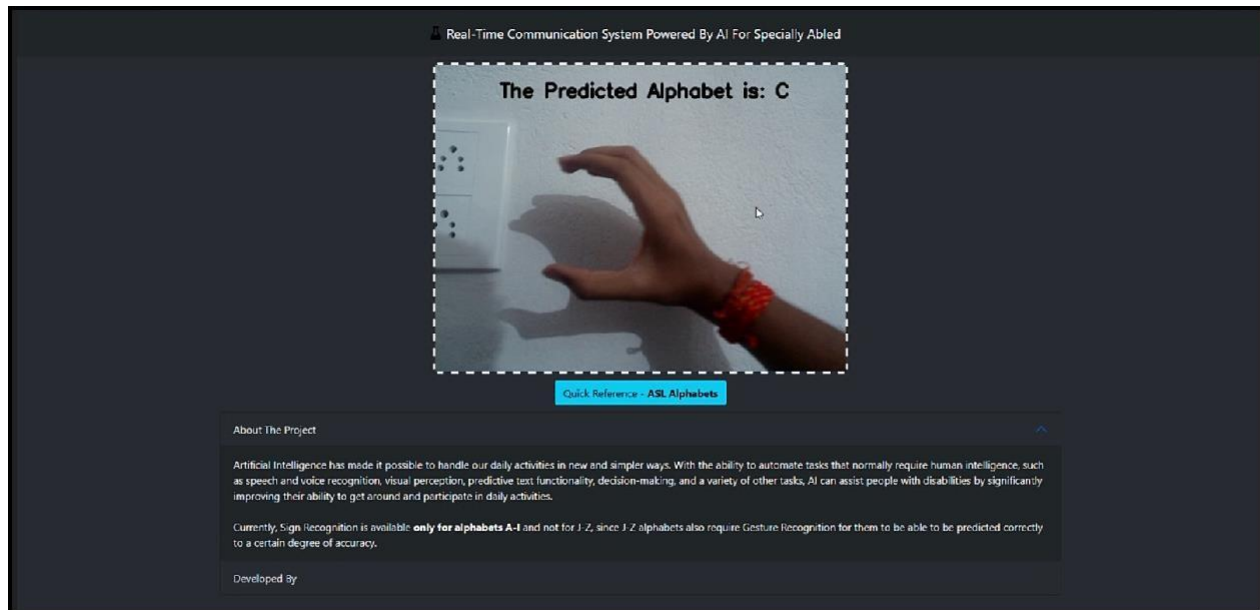 Real-Time Communication System Powered By AI For Specially Abled
The Predicted Alphabet is: C
Quick Reference - ASL Alphabets
About The Project
Artificial Intelligence has made it possible to handle our daily activities in new and simpler ways. With the ability to automate tasks that normally require human intelligence, such
as speech and voice recognition, visual perception, predictive text functionality, decision-making, and a variety of other tasks, AI can assist people with disabilities by significantly
improving their ability to get around and participate in daily activities.
Currently, Sign Recognition is available only for alphabets A-I and not for J-Z, since J-Z alphabets also require Gesture Recognition for them to be able to be predicted correctly
to a certain degree of accuracy.
Developed By